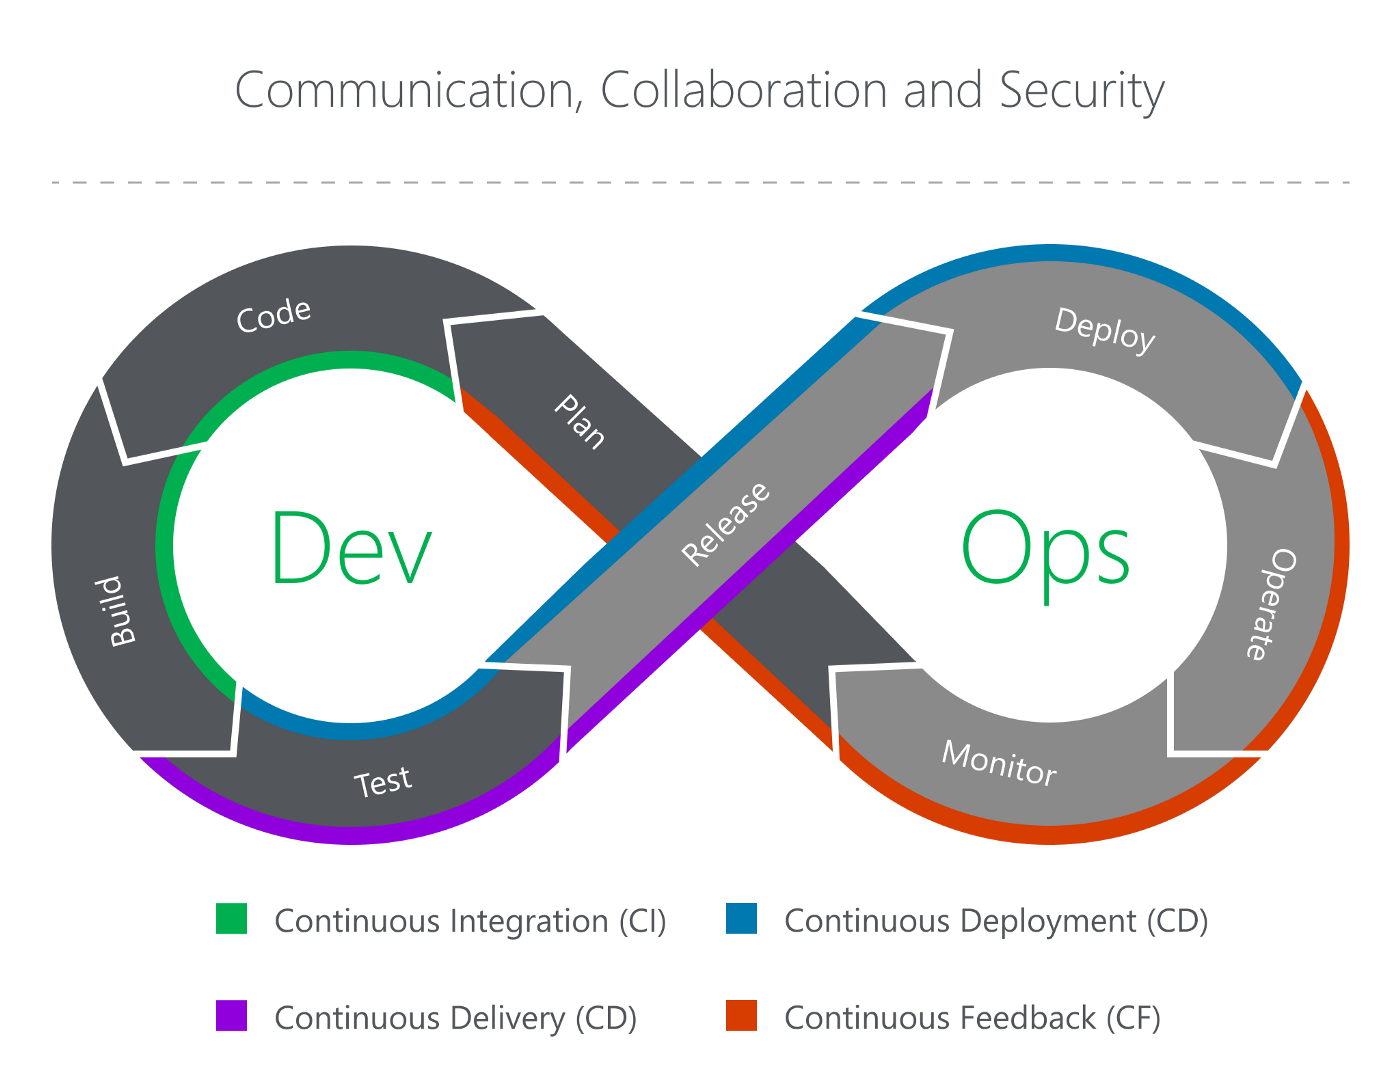 Communication, Collaboration and Security
Code
Plan
Build
Test
Dev
Release
Deploy
Ops
Operate
Monitor
Continuous Integration (CI)
Continuous Deployment (CD)
Continuous Delivery (CD)
Continuous Feedback (CF)